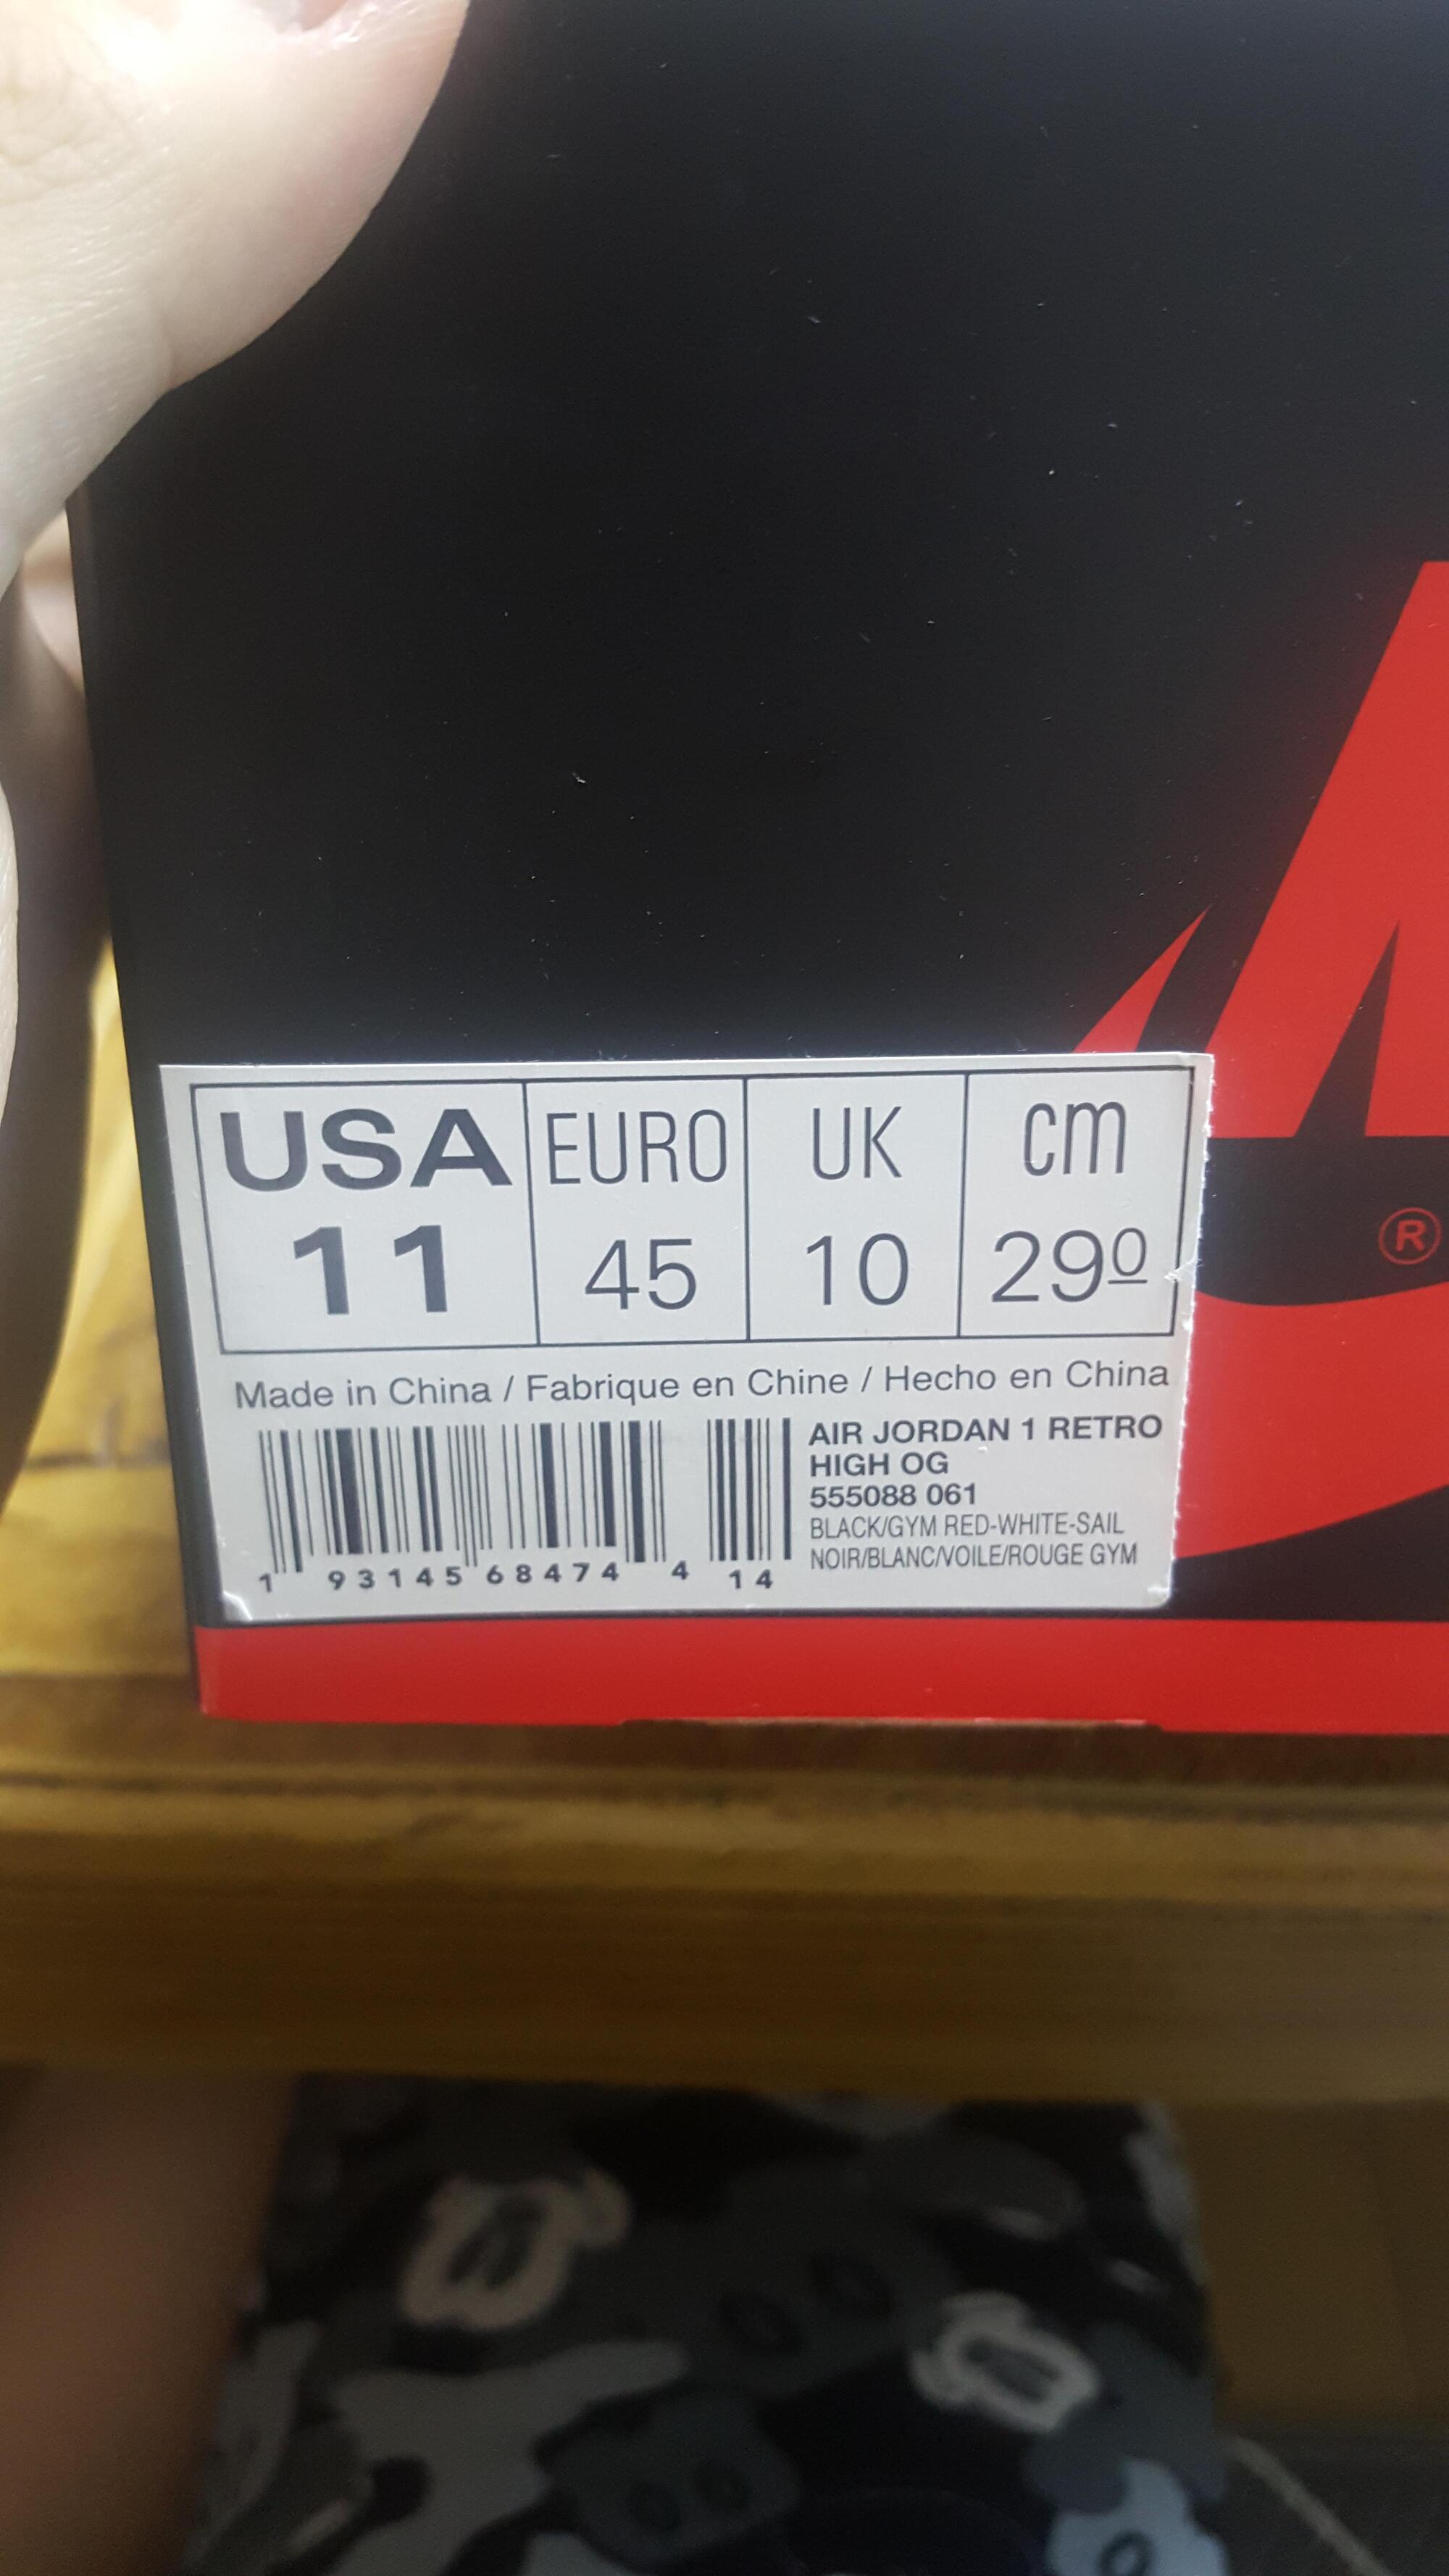 USA EURO UK cm
11 45 10 290
Made in China / Fabrique en Chine / Hecho en China
AIR JORDAN 1 RETRO
HIGH OG
555088 061
BLACK/GYM RED-WHITE-SAIL
NOIR/BLANC/VOILE/ROUGE GYM
1 93145 68474 4 14
®